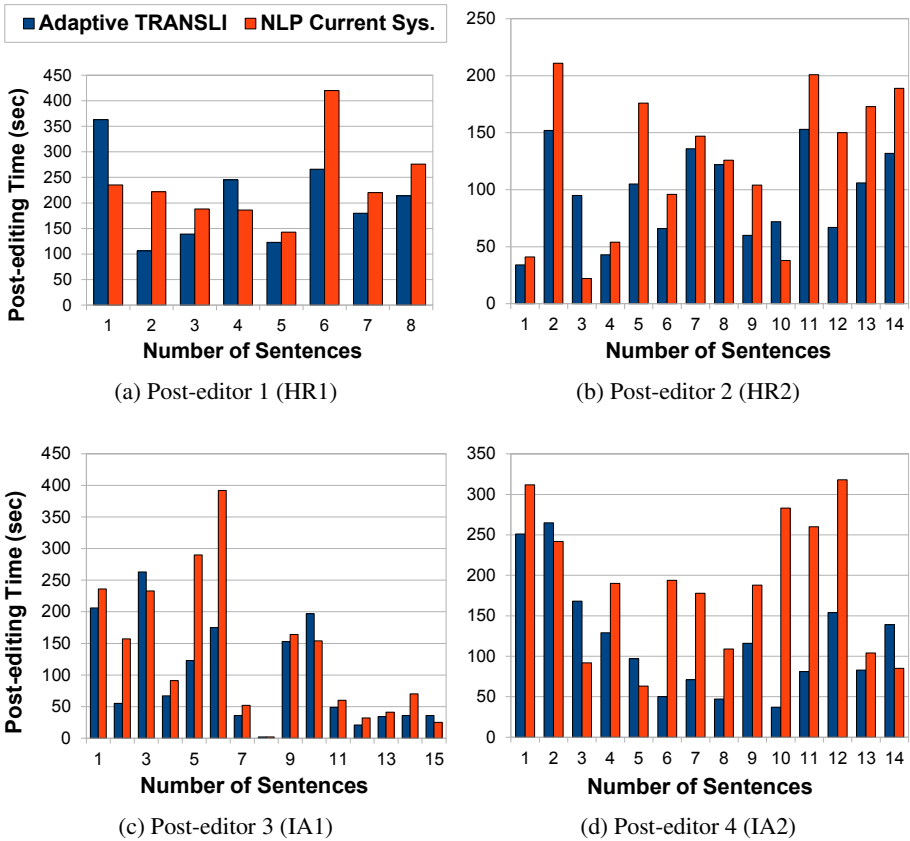 Adaptive TRANSLI NLP Current Sys.
Post-editing Time (sec)
450
400
350
300
250
200
150
100
50
0
1 2 3 4 5 6 7 8
Number of Sentences
(a) Post-editor 1 (HR1)
250
200
150
100
50
0
1 2 3 4 5 6 7 8 9 10 11 12 13 14
Number of Sentences
(b) Post-editor 2 (HR2)
Post-editing Time (sec)
450
400
350
300
250
200
150
100
50
0
1 3 5 7 9 11 13 15
Number of Sentences
(c) Post-editor 3 (IA1)
350
300
250
200
150
100
50
0
1 2 3 4 5 6 7 8 9 10 11 12 13 14
Number of Sentences
(d) Post-editor 4 (IA2)